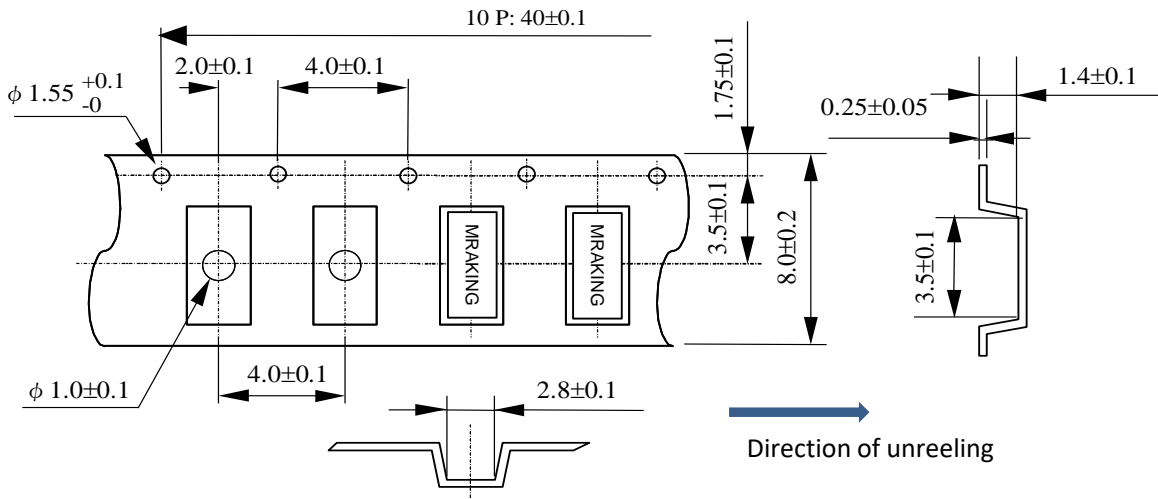 10 P: 40±0.1
2.0±0.1
4.0±0.1
1.75±0.1
1.4±0.1
ϕ 1.55 +0.1 -0
0.25±0.05
MRAKING
MRAKING
3.5±0.1
8.0±0.2
3.5±0.1
ϕ 1.0±0.1
4.0±0.1
2.8±0.1
Direction of unreeling